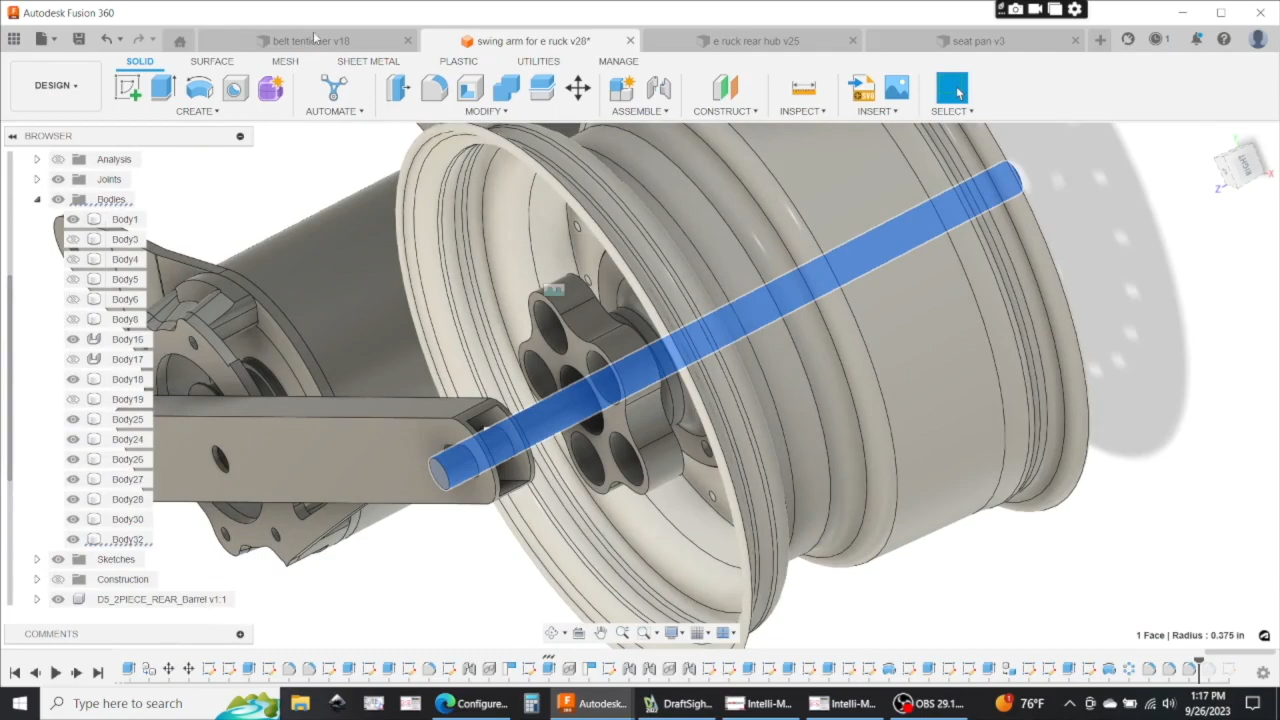 Autodesk Fusion 360
swing arm for e ruck v28*
e ruck rear hub v25
seat pan v3
1
DESIGN
SOLID
SURFACE
MESH
SHEET METAL
PLASTIC
UTILITIES
MANAGE
CREATE
AUTOMATE
MODIFY
ASSEMBLE
CONSTRUCT
INSPECT
INSERT
SELECT
BROWSER
Analysis
Joints
Bodies
Body1
Body3
Body4
Body5
Body6
Body8
Body16
Body17
Body18
Body19
Body25
Body24
Body26
Body27
Body28
Body30
Body32
Sketches
Construction
D5_2PIECE_REAR_Barrel v1:1
RIGHT
X
Z
COMMENTS
1 Face | Radius : 0.375 in
Type here to search
Configure...
Autodesk...
DraftSigh...
Intelli-M...
Intelli-M...
OBS 29.1....
1
76°F
1:17 PM
9/26/2023